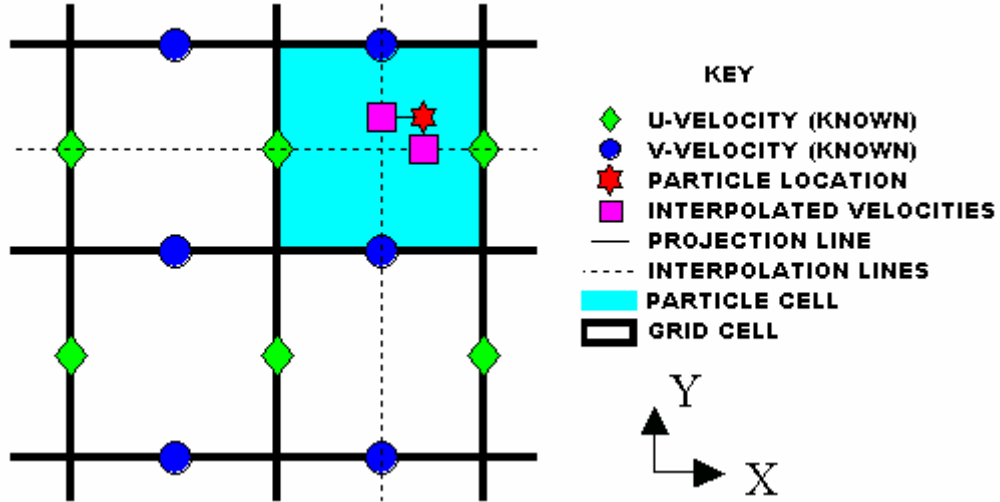 KEY
U-VELOCITY (KNOWN)
V-VELOCITY (KNOWN)
PARTICLE LOCATION
INTERPOLATED VELOCITIES
PROJECTION LINE
INTERPOLATION LINES
PARTICLE CELL
GRID CELL
Y
X